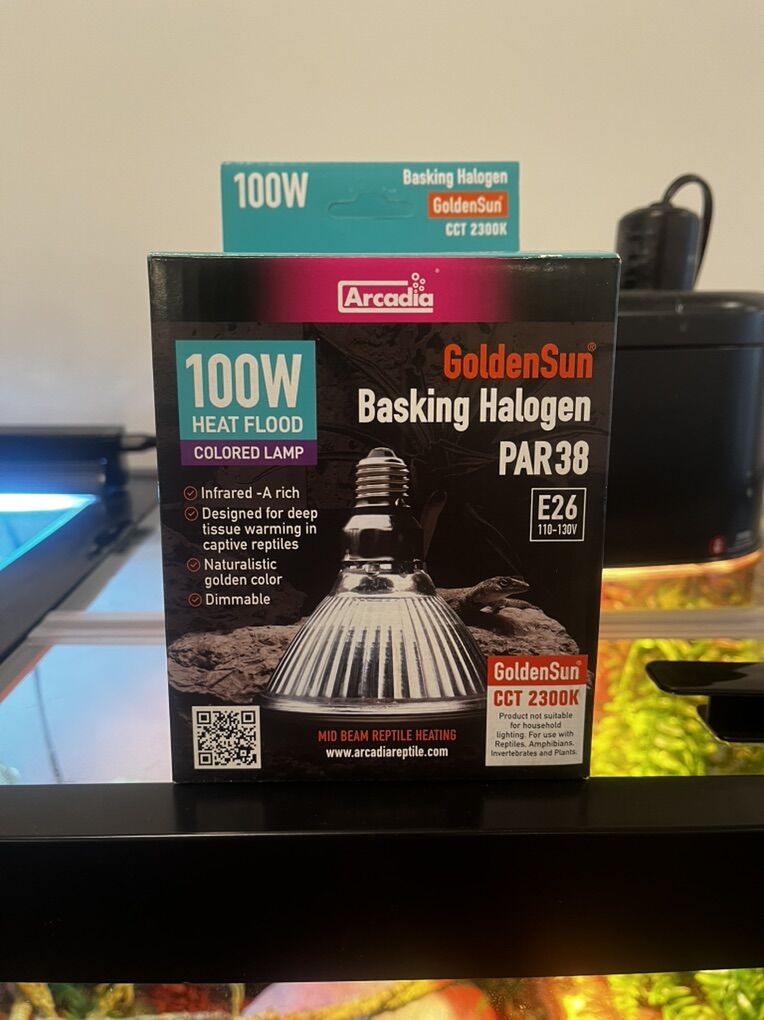 100W
Basking Halogen
GoldenSun®
CCT 2300K
Arcadia®
100W
HEAT FLOOD
COLORED LAMP
GoldenSun®
Basking Halogen
PAR38
E26
110-130V
Infrared -A rich
Designed for deep
tissue warming in
captive reptiles
Naturalistic
golden color
Dimmable
GoldenSun®
CCT 2300K
Product not suitable
for household
lighting. For use with
Reptiles, Amphibians,
Invertebrates and Plants.
MID BEAM REPTILE HEATING
www.arcadiareptile.com